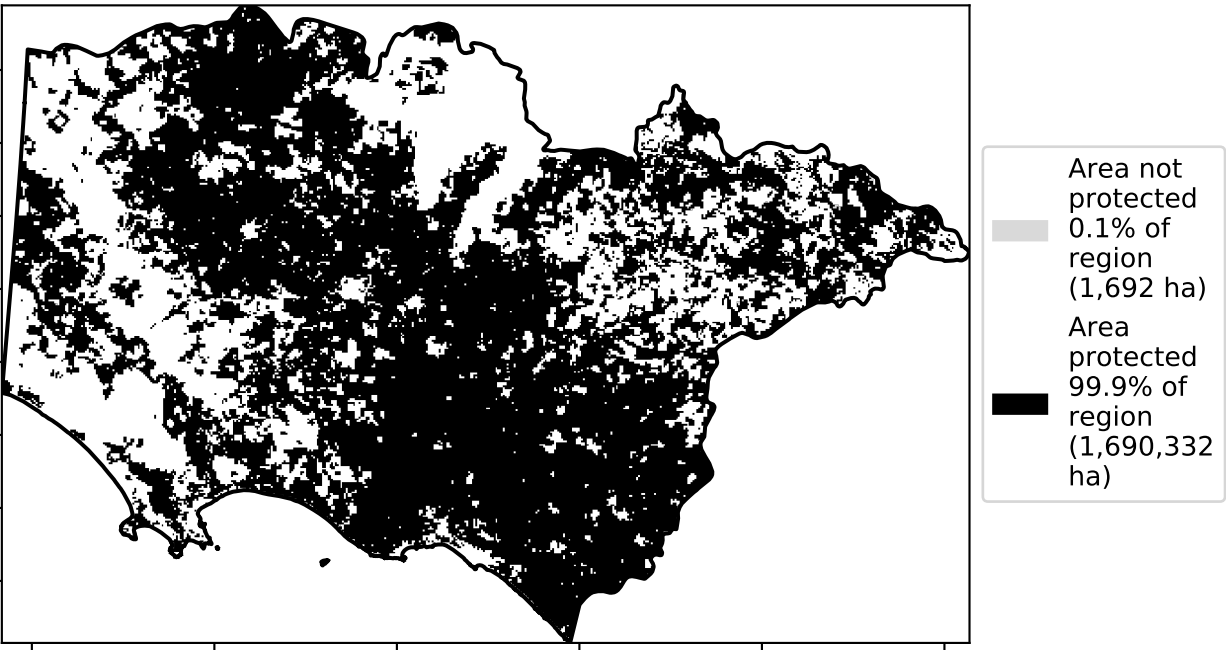 Area not
protected
0.1% of
region
(1,692 ha)
Area
protected
99.9% of
region
(1,690,332
ha)